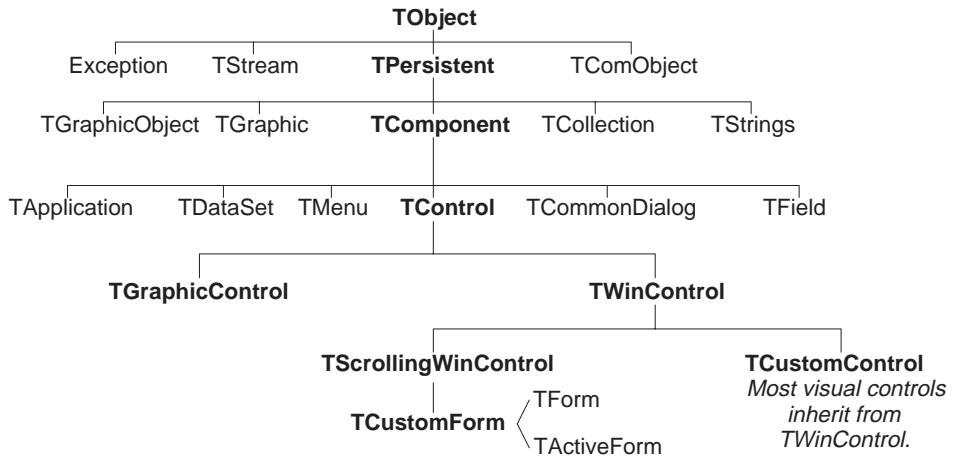 TObject
Exception TStream TPersistent TComObject
TGraphicObject TGraphic TComponent TCollection TStrings
TApplication TDataSet TMenu TControl TCommonDialog TField
TGraphicControl TWinControl
TScrollingWinControl TCustomControl
Most visual controls
inherit from
TWinControl.
TCustomForm
TForm
TActiveForm